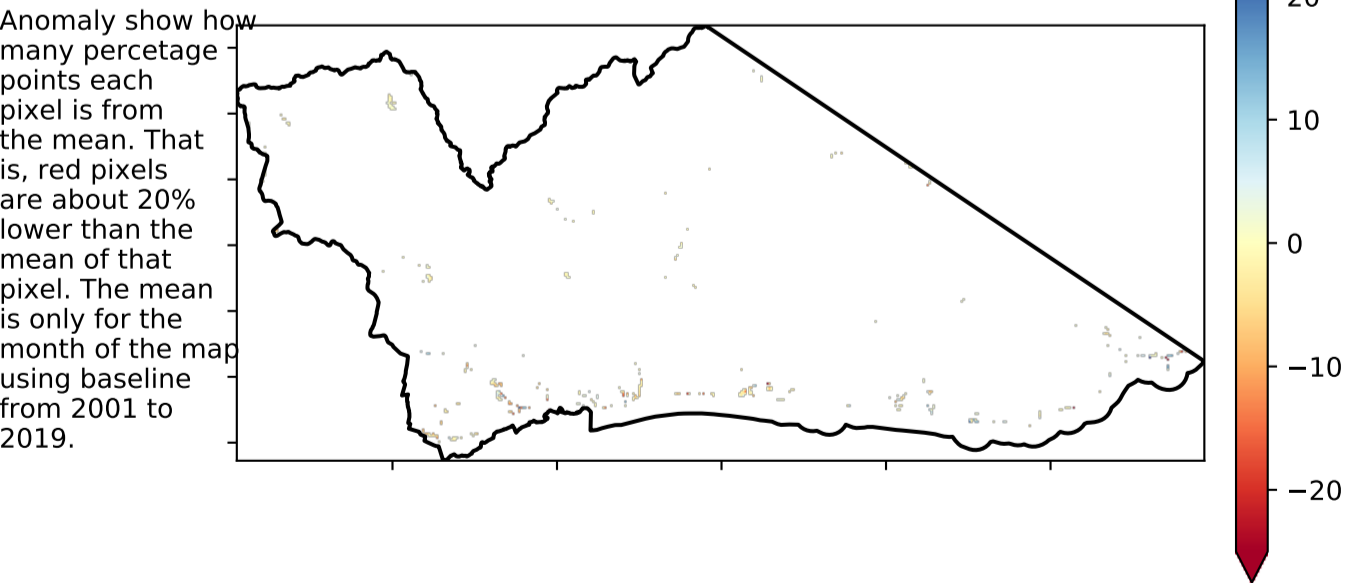 Anomaly show how
many percetage
points each
pixel is from
the mean. That
is, red pixels
are about 20%
lower than the
mean of that
pixel. The mean
is only for the
month of the map
using baseline
from 2001 to
2019.
20
10
0
−10
−20